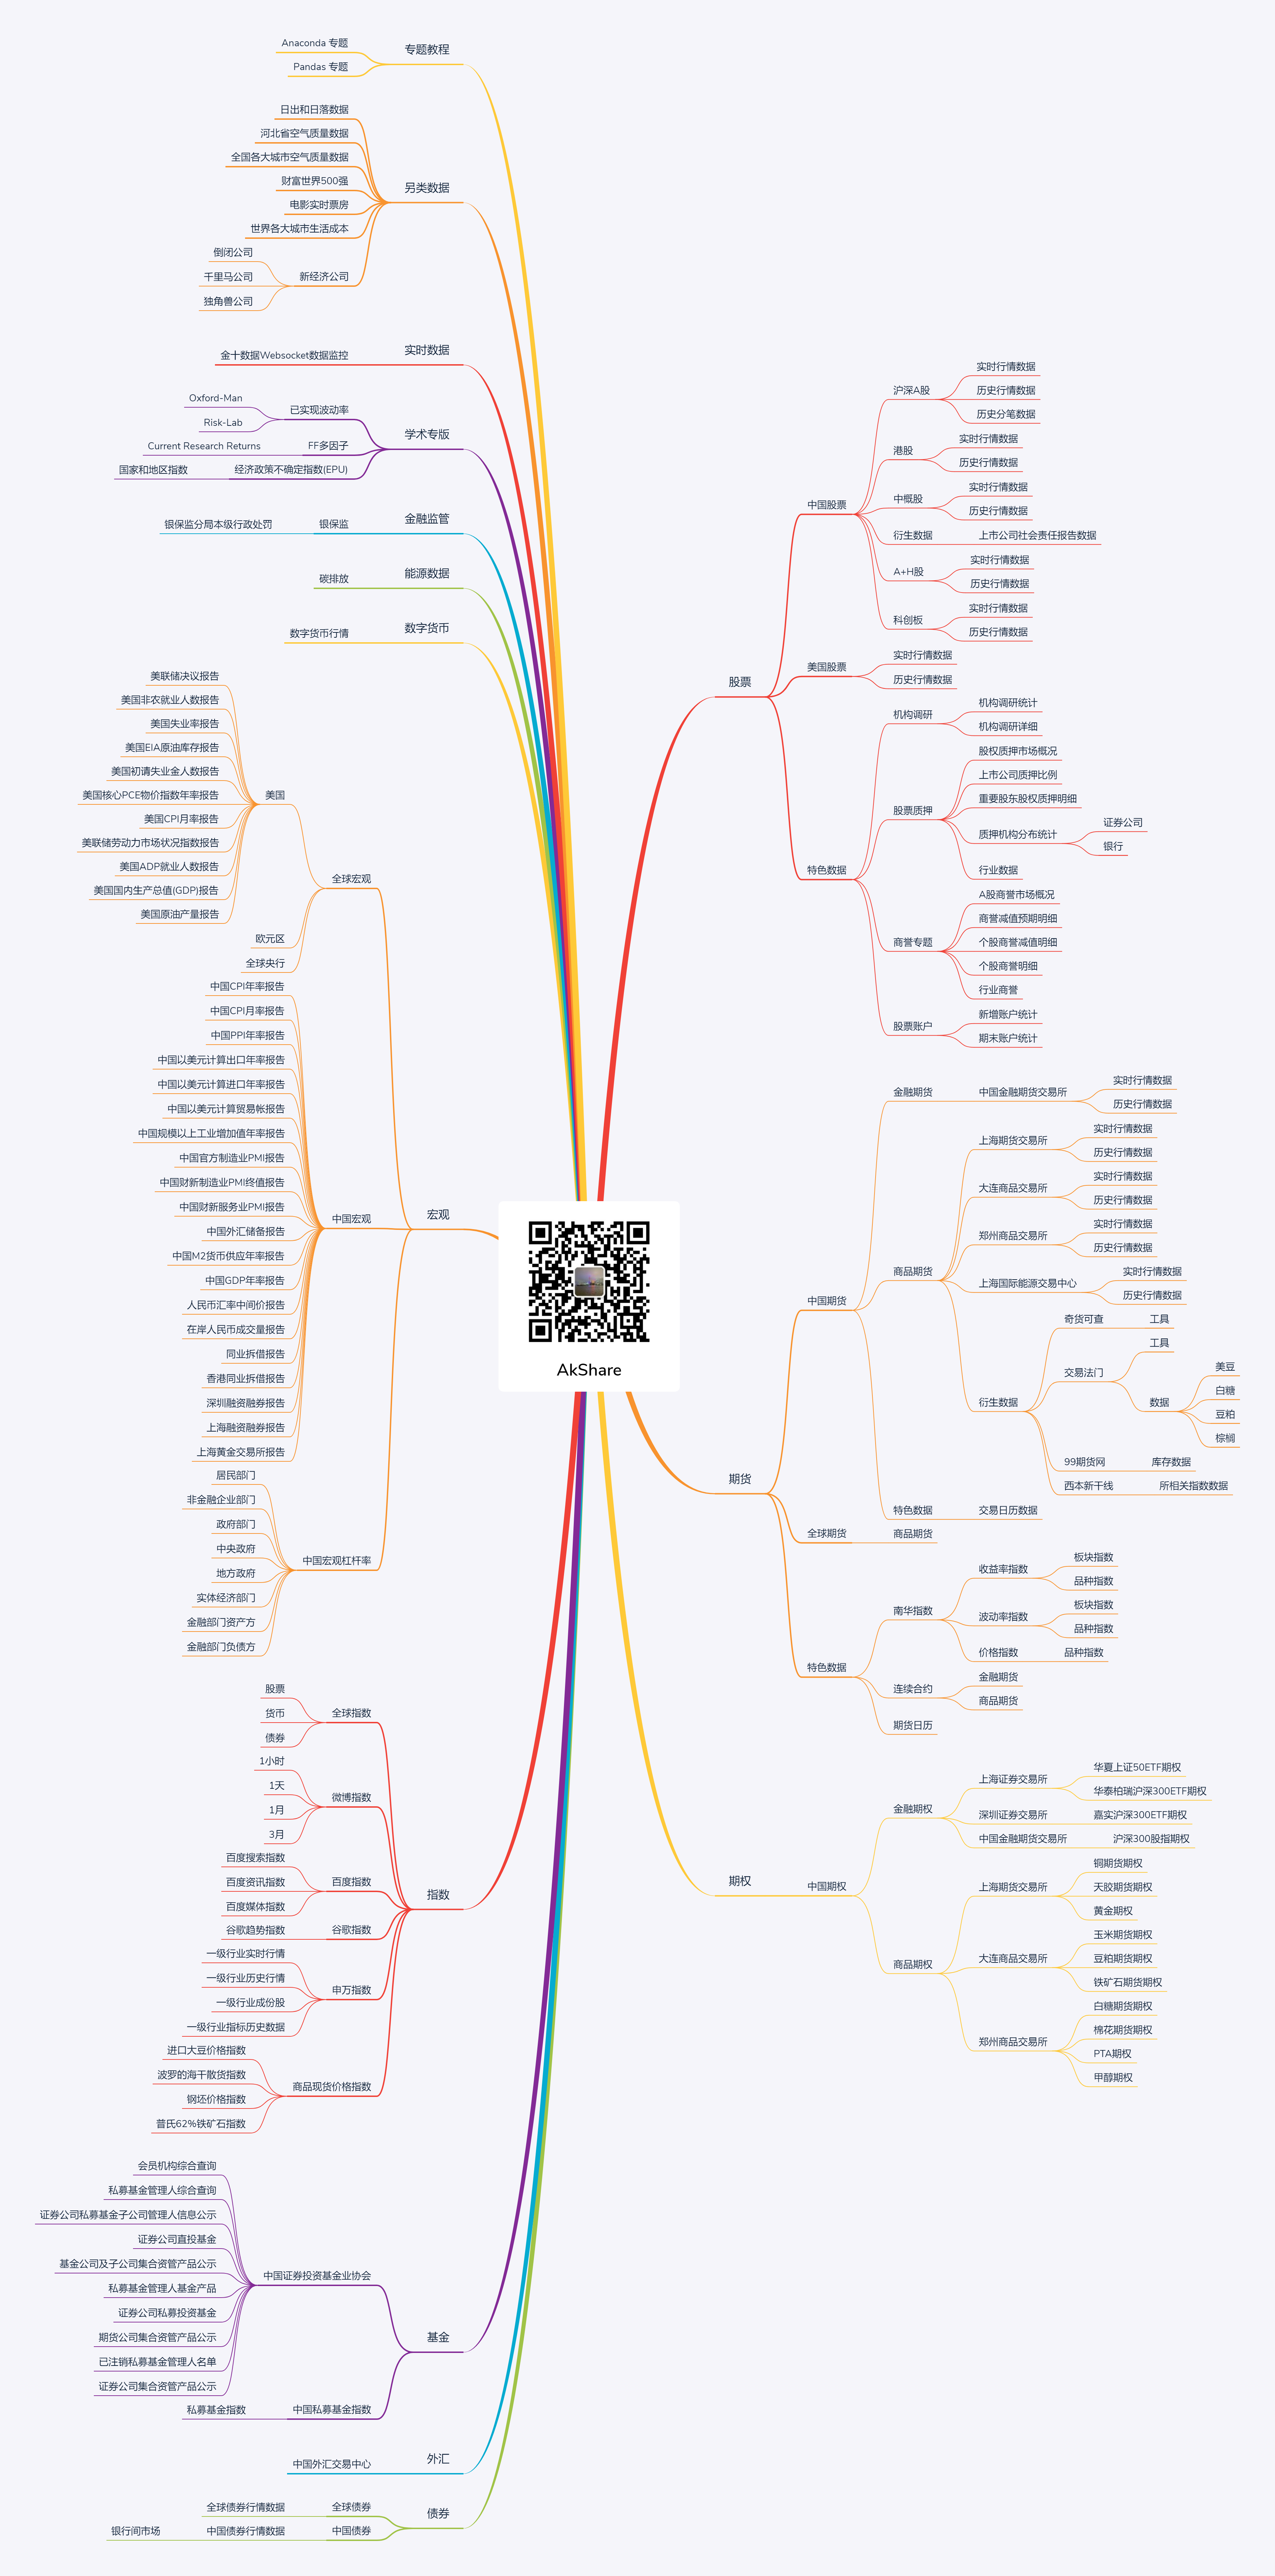 专题教程
Anaconda 专题
Pandas 专题
另类数据
日出和日落数据
河北省空气质量数据
全国各大城市空气质量数据
财富世界500强
电影实时票房
世界各大城市生活成本
新经济公司
倒闭公司
千里马公司
独角兽公司
实时数据
金十数据Websocket数据监控
学术专版
已实现波动率
Oxford-Man
Risk-Lab
FF多因子
Current Research Returns
经济政策不确定指数(EPU)
国家和地区指数
金融监管
银保监
银保监分局本级行政处罚
能源数据
碳排放
数字货币
数字货币行情
宏观
全球宏观
美国
美联储决议报告
美国非农就业人数报告
美国失业率报告
美国EIA原油库存报告
美国初请失业金人数报告
美国核心PCE物价指数年率报告
美国CPI月率报告
美联储劳动力市场状况指数报告
美国ADP就业人数报告
美国国内生产总值(GDP)报告
美国原油产量报告
欧元区
全球央行
中国宏观
中国CPI年率报告
中国CPI月率报告
中国PPI年率报告
中国以美元计算出口年率报告
中国以美元计算进口年率报告
中国以美元计算贸易帐报告
中国规模以上工业增加值年率报告
中国官方制造业PMI报告
中国财新制造业PMI终值报告
中国财新服务业PMI报告
中国外汇储备报告
中国M2货币供应年率报告
中国GDP年率报告
人民币汇率中间价报告
在岸人民币成交量报告
同业拆借报告
香港同业拆借报告
深圳融资融券报告
上海融资融券报告
上海黄金交易所报告
中国宏观杠杆率
居民部门
非金融企业部门
政府部门
中央政府
地方政府
实体经济部门
金融部门资产方
金融部门负债方
指数
全球指数
股票
货币
债券
微博指数
1小时
1天
1月
3月
百度指数
百度搜索指数
百度资讯指数
百度媒体指数
谷歌指数
谷歌趋势指数
申万指数
一级行业实时行情
一级行业历史行情
一级行业成份股
一级行业指标历史数据
商品现货价格指数
进口大豆价格指数
波罗的海干散货指数
钢坯价格指数
普氏62%铁矿石指数
基金
中国证券投资基金业协会
会员机构综合查询
私募基金管理人综合查询
证券公司私募基金子公司管理人信息公示
证券公司直投基金
基金公司及子公司集合资管产品公示
私募基金管理人基金产品
证券公司私募投资基金
期货公司集合资管产品公示
已注销私募基金管理人名单
证券公司集合资管产品公示
中国私募基金指数
私募基金指数
外汇
中国外汇交易中心
债券
全球债券
全球债券行情数据
中国债券
中国债券行情数据
银行间市场
AkShare
股票
中国股票
沪深A股
实时行情数据
历史行情数据
历史分笔数据
港股
实时行情数据
历史行情数据
中概股
实时行情数据
历史行情数据
衍生数据
上市公司社会责任报告数据
A+H股
实时行情数据
历史行情数据
科创板
实时行情数据
历史行情数据
美国股票
实时行情数据
历史行情数据
特色数据
机构调研
机构调研统计
机构调研详细
股票质押
股权质押市场概况
上市公司质押比例
重要股东股权质押明细
质押机构分布统计
证券公司
银行
行业数据
商誉专题
A股商誉市场概况
商誉减值预期明细
个股商誉减值明细
个股商誉明细
行业商誉
股票账户
新增账户统计
期末账户统计
期货
中国期货
金融期货
中国金融期货交易所
实时行情数据
历史行情数据
商品期货
上海期货交易所
实时行情数据
历史行情数据
大连商品交易所
实时行情数据
历史行情数据
郑州商品交易所
实时行情数据
历史行情数据
上海国际能源交易中心
实时行情数据
历史行情数据
衍生数据
奇货可查
工具
交易法门
工具
数据
美豆
白糖
豆粕
棕榈
99期货网
库存数据
西本新干线
所相关指数数据
特色数据
交易日历数据
全球期货
商品期货
特色数据
南华指数
收益率指数
板块指数
品种指数
波动率指数
板块指数
品种指数
价格指数
品种指数
连续合约
金融期货
商品期货
期货日历
期权
中国期权
金融期权
上海证券交易所
华夏上证50ETF期权
华泰柏瑞沪深300ETF期权
深圳证券交易所
嘉实沪深300ETF期权
中国金融期货交易所
沪深300股指期权
商品期权
上海期货交易所
铜期货期权
天胶期货期权
黄金期权
大连商品交易所
玉米期货期权
豆粕期货期权
铁矿石期货期权
郑州商品交易所
白糖期货期权
棉花期货期权
PTA期权
甲醇期权